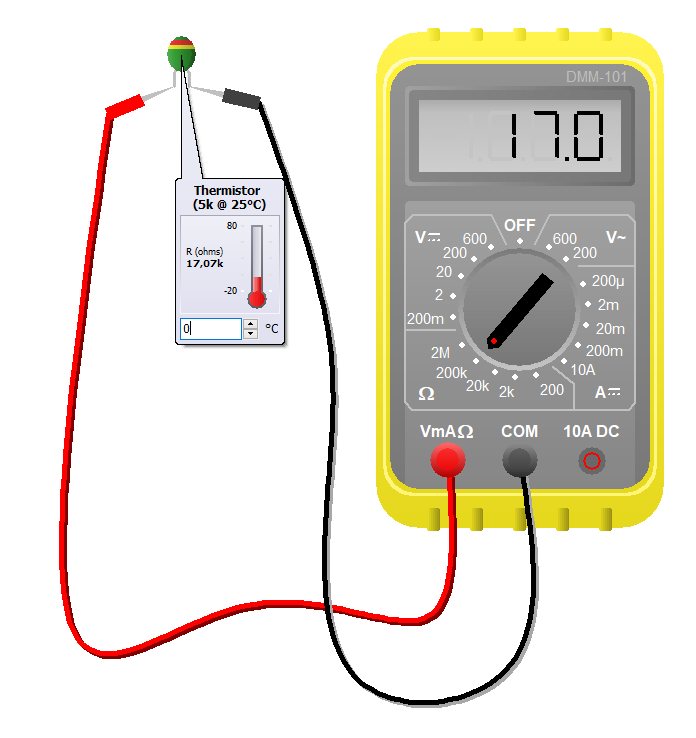 DMM-101
17.0
Thermistor
(5k @ 25°C)
80
R (ohms)
17,07k
-20
0
°C
OFF
V⎓
V~
600
600
200
200
20
200µ
2
2m
200m
20m
2M
200m
200k
10A
20k
2k
200
Ω
A⎓
VmAΩ
COM
10A DC